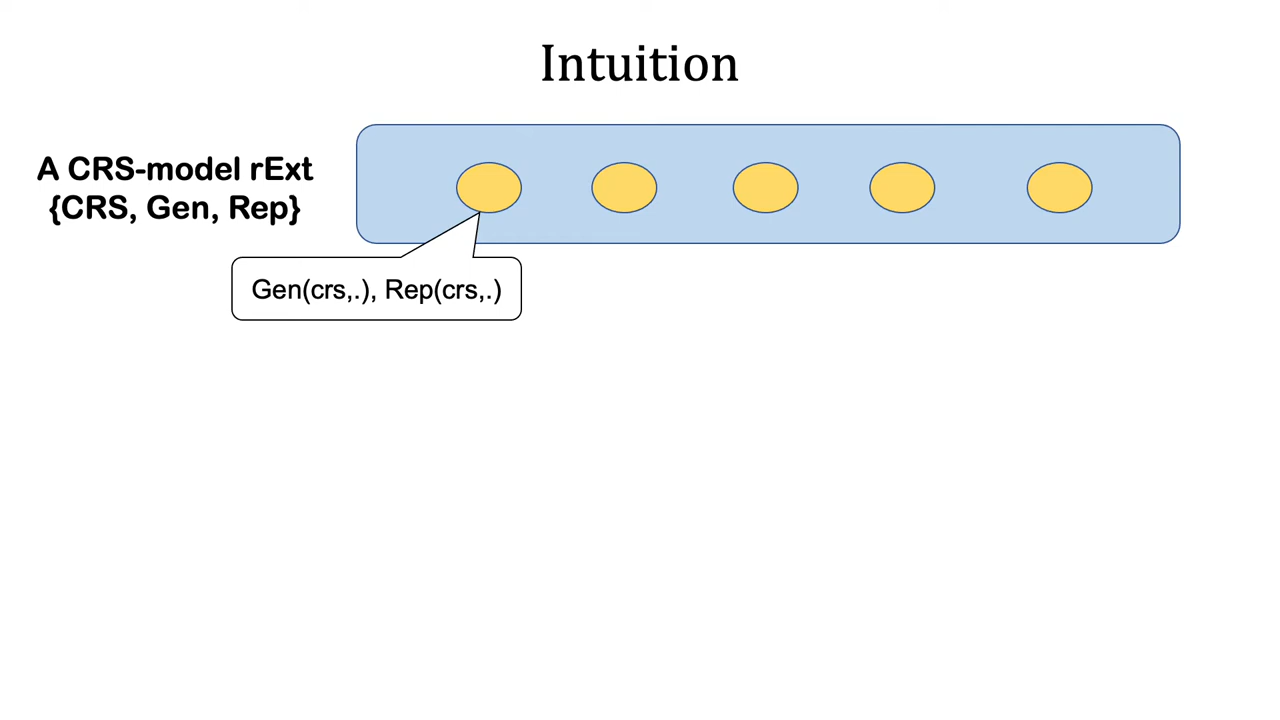 Intuition
A CRS-model rExt
{CRS, Gen, Rep}
Gen(crs,.), Rep(crs,.)